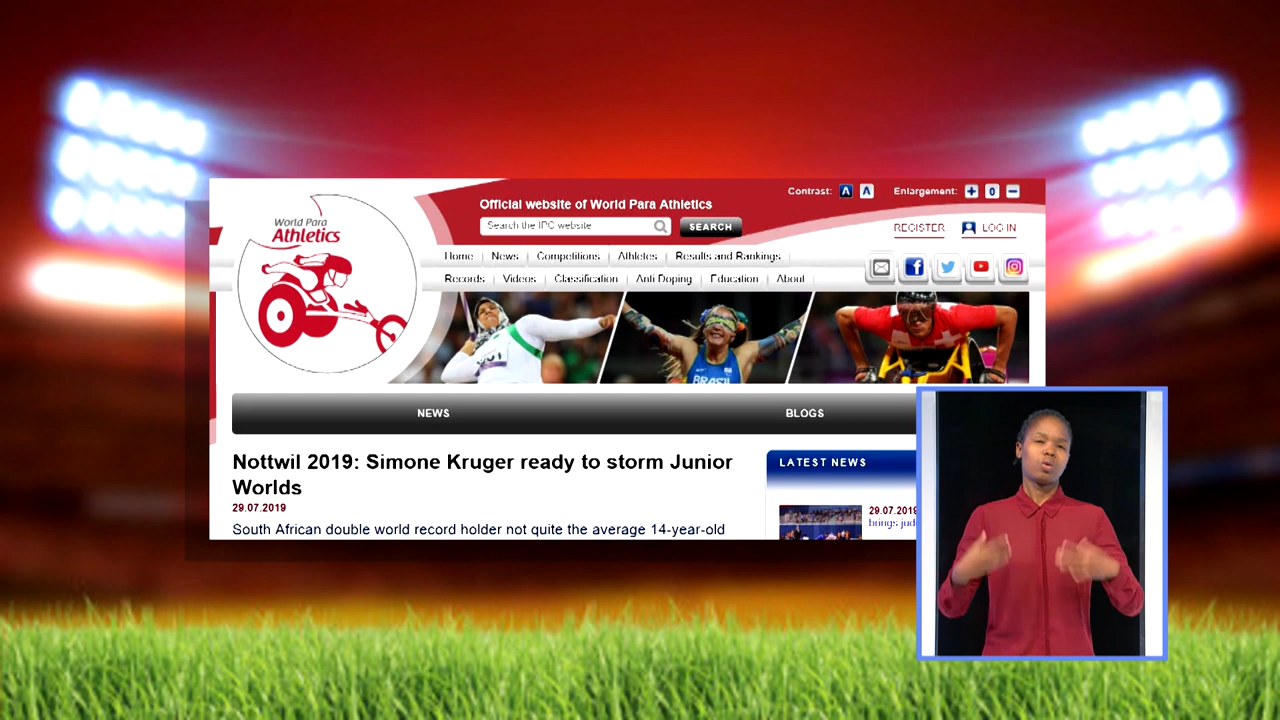 World Para
Athletics
Official website of World Para Athletics
Search the IPC website
SEARCH
Contrast: A A
Enlargement: + 0 −
REGISTER
LOG IN
Home
News
Competitions
Athletes
Results and Rankings
Records
Videos
Classification
Anti Doping
Education
About
BRASIL
NEWS
BLOGS
Nottwil 2019: Simone Kruger ready to storm Junior
Worlds
29.07.2019
South African double world record holder not quite the average 14-year-old
LATEST NEWS
29.07.2019
brings